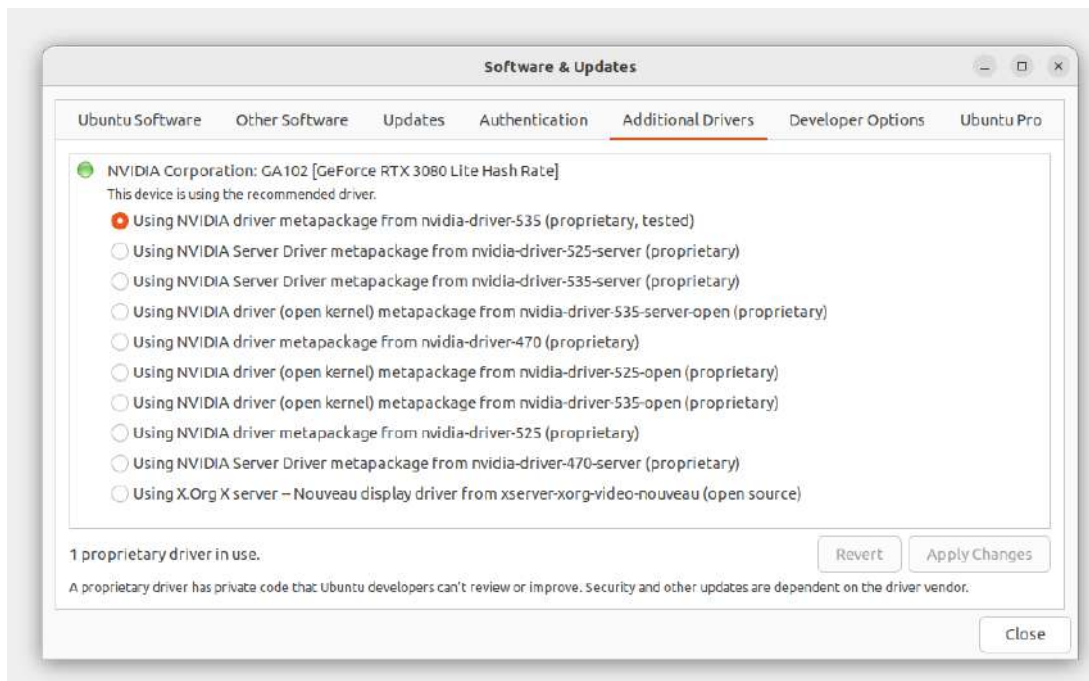 Software & Updates
Ubuntu Software Other Software Updates Authentication Additional Drivers Developer Options Ubuntu Pro
NVIDIA Corporation: GA102 [GeForce RTX 3080 Lite Hash Rate]
This device is using the recommended driver.
Using NVIDIA driver metapackage from nvidia-driver-535 (proprietary, tested)
Using NVIDIA Server Driver metapackage from nvidia-driver-525-server (proprietary)
Using NVIDIA Server Driver metapackage from nvidia-driver-535-server (proprietary)
Using NVIDIA driver (open kernel) metapackage from nvidia-driver-535-server-open (proprietary)
Using NVIDIA driver metapackage from nvidia-driver-470 (proprietary)
Using NVIDIA driver (open kernel) metapackage from nvidia-driver-525-open (proprietary)
Using NVIDIA driver (open kernel) metapackage from nvidia-driver-535-open (proprietary)
Using NVIDIA driver metapackage from nvidia-driver-525 (proprietary)
Using NVIDIA Server Driver metapackage from nvidia-driver-470-server (proprietary)
Using X.Org X server – Nouveau display driver from xserver-xorg-video-nouveau (open source)
1 proprietary driver in use. Revert Apply Changes
A proprietary driver has private code that Ubuntu developers can't review or improve. Security and other updates are dependent on the driver vendor.
Close